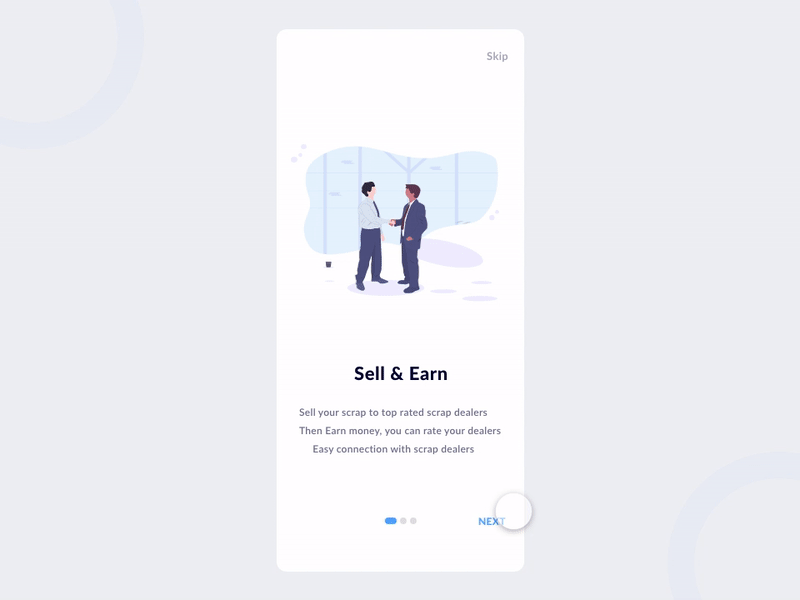 Skip
Sell & Earn
Sell your scrap to top rated scrap dealers
Then Earn money, you can rate your dealers
Easy connection with scrap dealers
NEXT